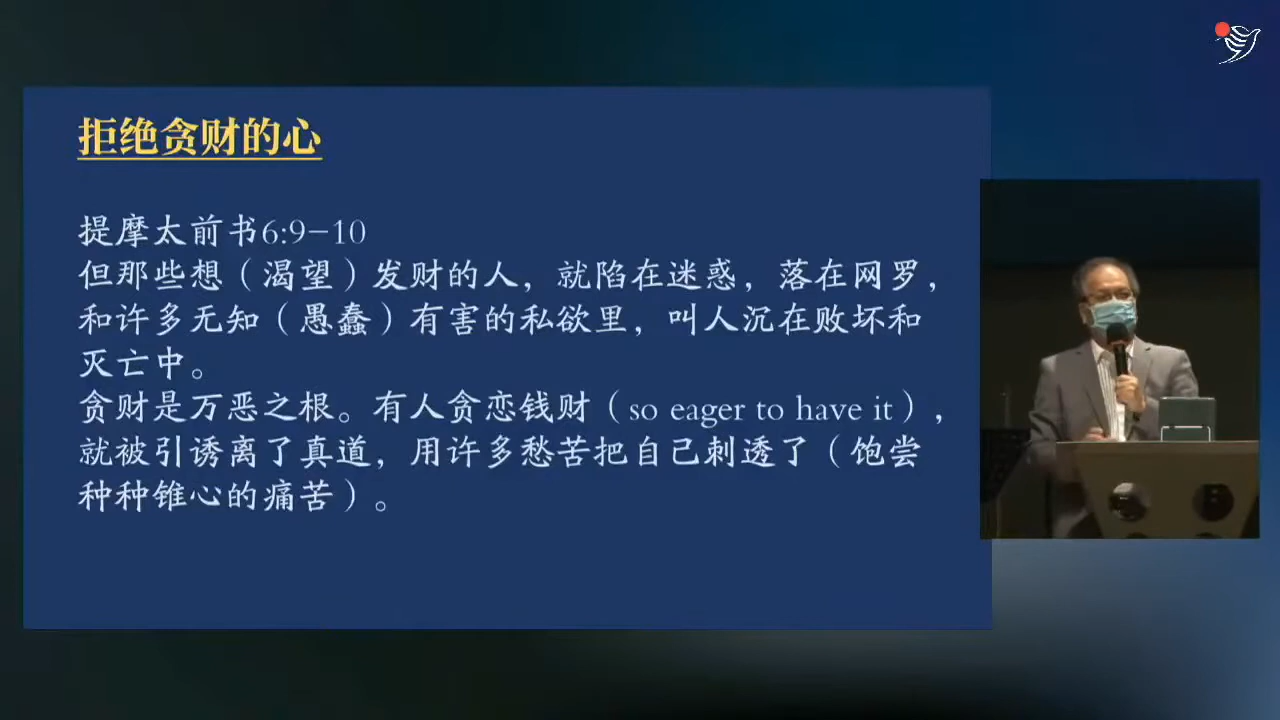 拒绝贪财的心
提摩太前书6:9-10
但那些想（渴望）发财的人，就陷在迷惑，落在网罗，
和许多无知（愚蠢）有害的私欲里，叫人沉在败坏和
灭亡中。
贪财是万恶之根。有人贪恋钱财（so eager to have it），
就被引诱离了真道，用许多愁苦把自己刺透了（饱尝
种种锥心的痛苦）。